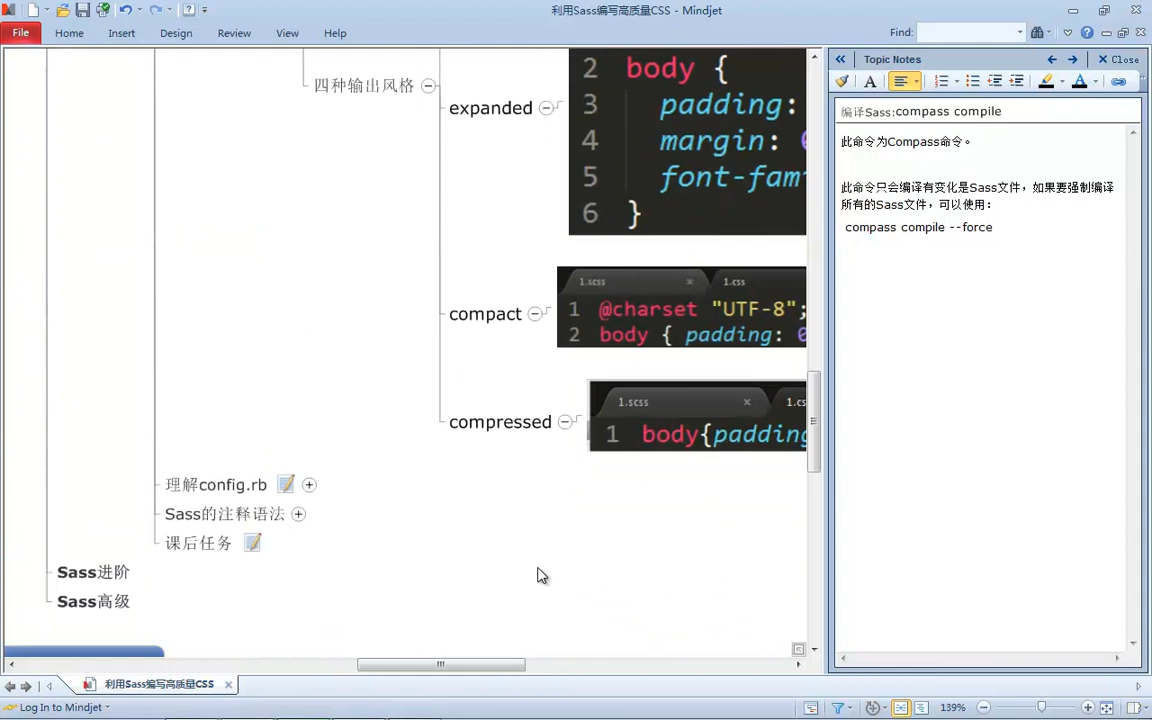 利用Sass编写高质量CSS - Mindjet
File Home Insert Design Review View Help Find:
四种输出风格
expanded
2 body {
3 padding:
4 margin:
5 font-fam
6 }
compact
1.scss × 1.css
1 @charset "UTF-8";
2 body { padding: 0
compressed
1.scss × 1.cs
1 body{padding
理解config.rb
Sass的注释语法
课后任务
Sass进阶
Sass高级
Topic Notes Close
编译Sass:compass compile
此命令为Compass命令。
此命令只会编译有变化是Sass文件，如果要强制编译
所有的Sass文件，可以使用：
compass compile --force
利用Sass编写高质量CSS
Log In to Mindjet 139%